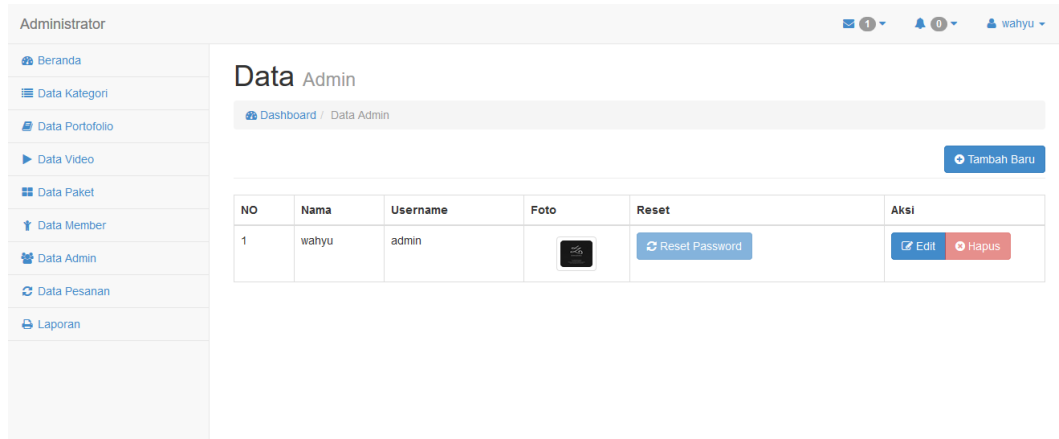 Administrator
1
0
wahyu
Beranda
Data Kategori
Data Portofolio
Data Video
Data Paket
Data Member
Data Admin
Data Pesanan
Laporan
Data Admin
Dashboard / Data Admin
Tambah Baru
NO Nama Username Foto Reset Aksi
1 wahyu admin Reset Password Edit Hapus